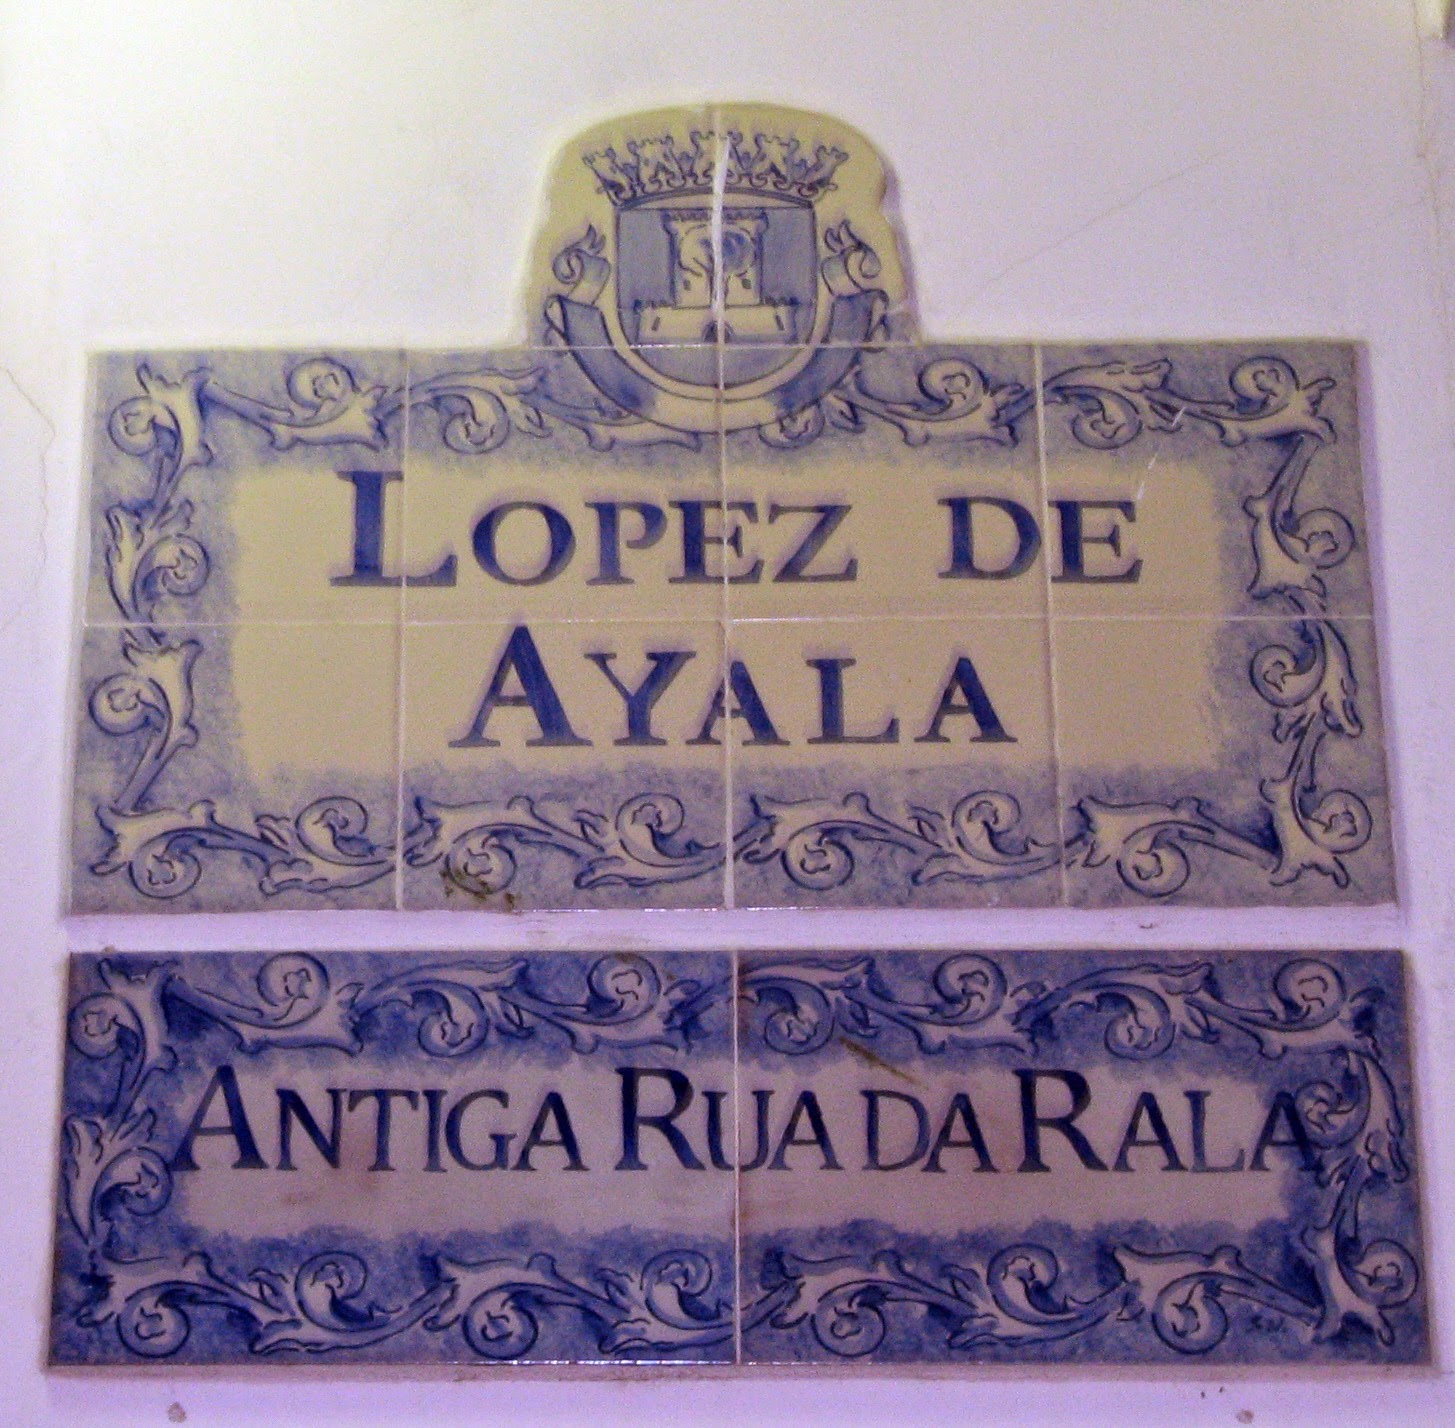 LOPEZ DE
AYALA
ANTIGA RUA DA RALA